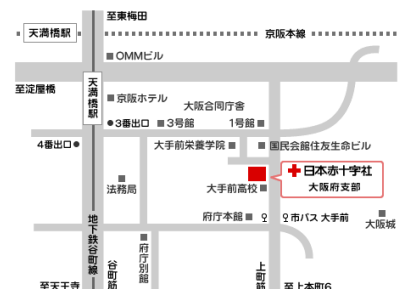 至東梅田
天満橋駅
京阪本線
OMMビル
至淀屋橋
天満橋駅
京阪ホテル
大阪合同庁舎
3番出口
3号館
1号館
4番出口
大手前栄養学院
国民会館住友生命ビル
日本赤十字社
大阪府支部
法務局
大手前高校
府庁本館
市バス 大手前
大阪城
地下鉄谷町線
府庁別館
谷町筋
上町筋
至天王寺
至上本町6